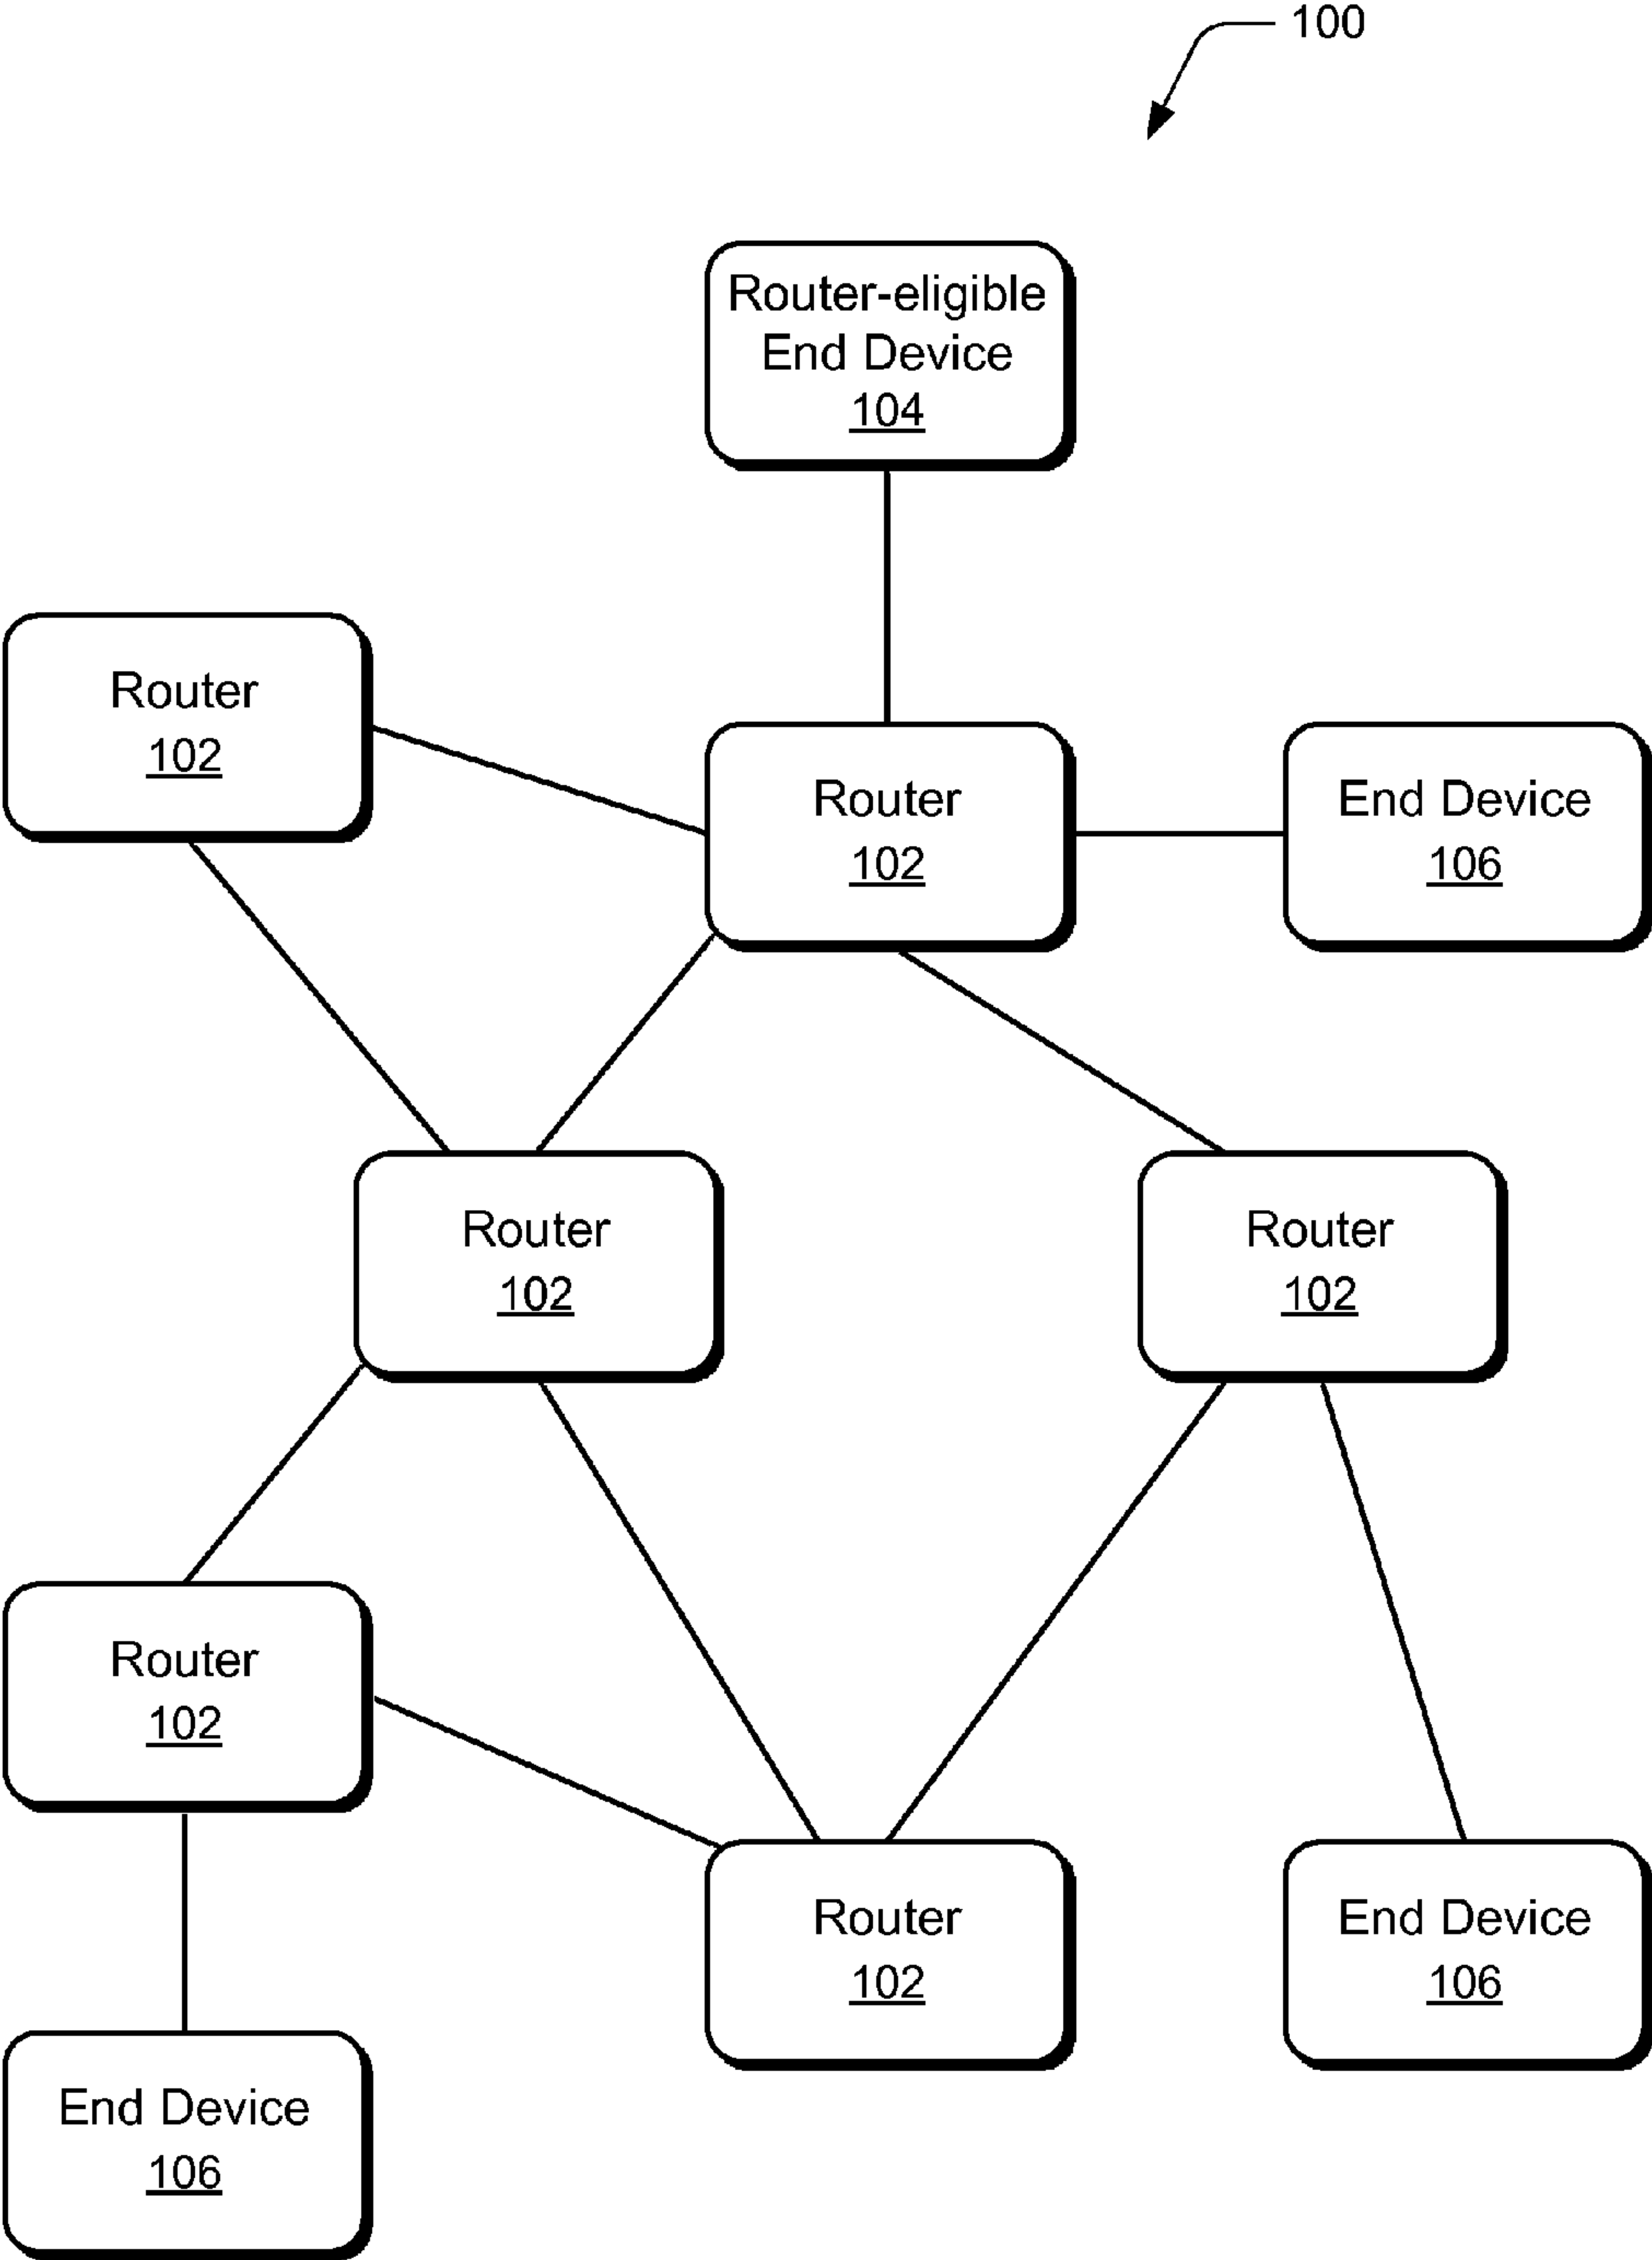 100
Router-eligible
End Device
104
Router
102
Router
102
End Device
106
Router
102
Router
102
Router
102
Router
102
End Device
106
End Device
106